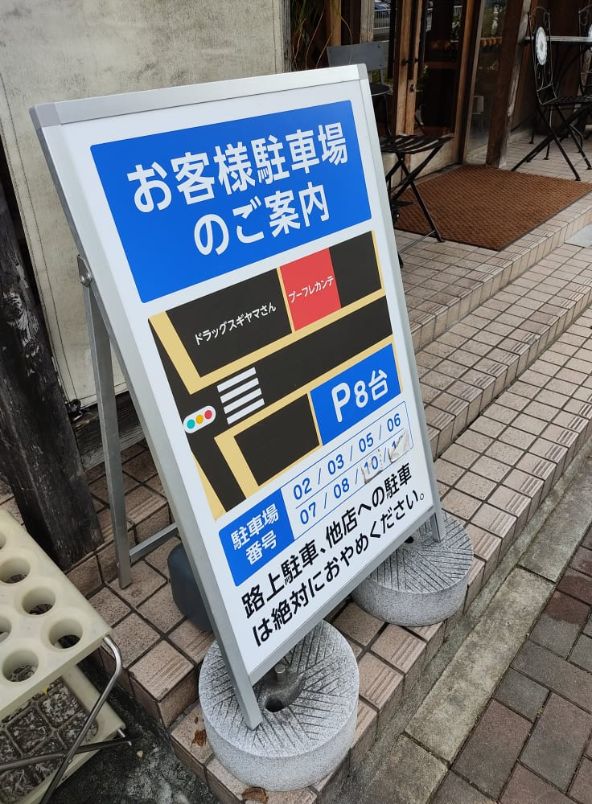 お客様駐車場
のご案内
ドラッグスギヤマさん
ブーフレカンテ
P8台
駐車場
番号
02 / 03 / 05 / 06
07 / 08 / 10 /
路上駐車、他店への駐車
は絶対におやめください。